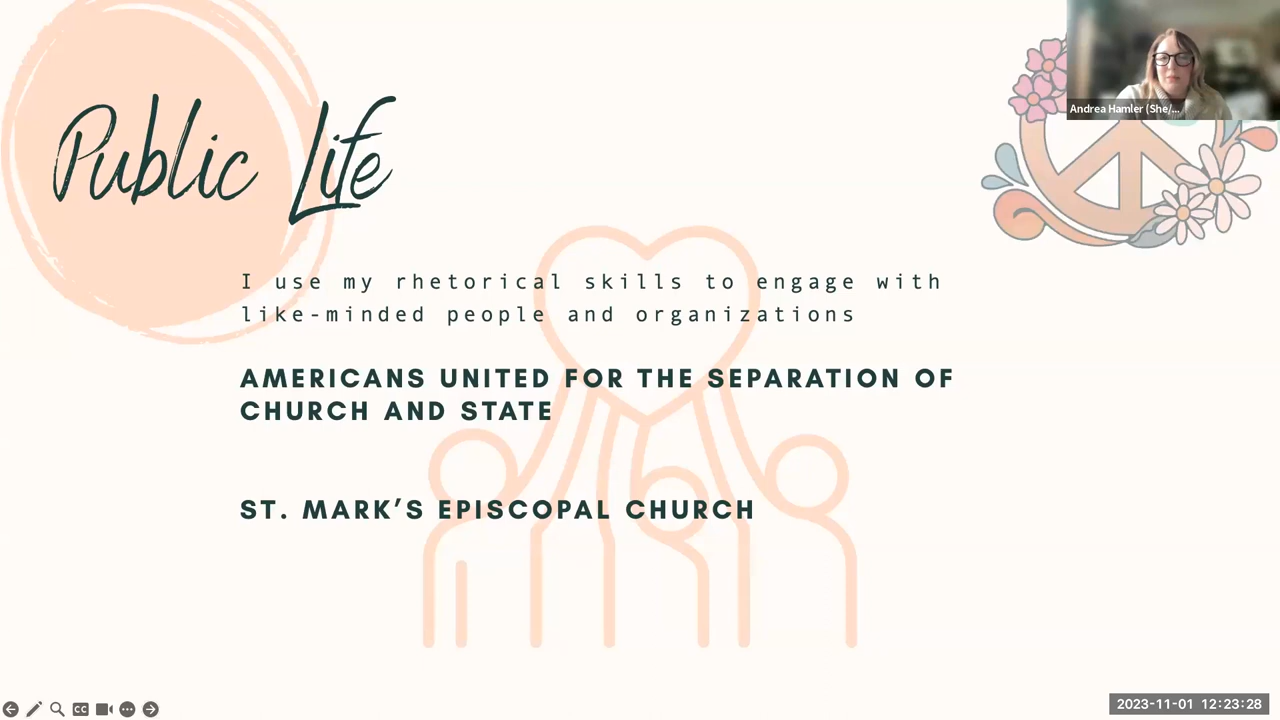 Public Life
Andrea Hamler (She/...
I use my rhetorical skills to engage with
like-minded people and organizations
AMERICANS UNITED FOR THE SEPARATION OF
CHURCH AND STATE
ST. MARK’S EPISCOPAL CHURCH
CC
2023-11-01 12:23:28